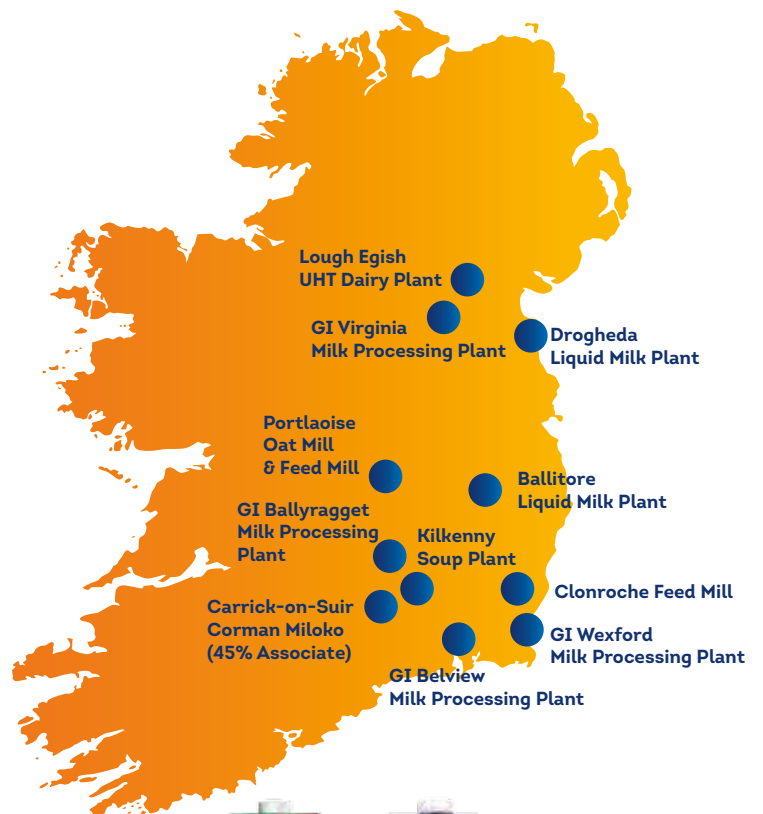 Lough Egish
UHT Dairy Plant
GI Virginia
Milk Processing Plant
Drogheda
Liquid Milk Plant
Portlaoise
Oat Mill
& Feed Mill
Ballitore
Liquid Milk Plant
GI Ballyragget
Milk Processing
Plant
Kilkenny
Soup Plant
Clonroche Feed Mill
Carrick-on-Suir
Corman Miloko
(45% Associate)
GI Wexford
Milk Processing Plant
GI Belview
Milk Processing Plant